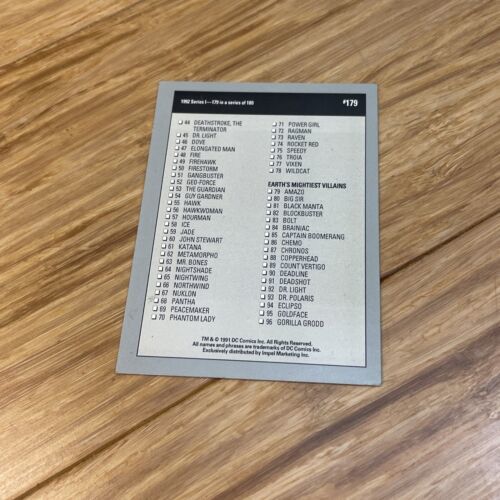 1992 Series I—179 in a series of 180
#179
44 DEATHSTROKE, THE
TERMINATOR
45 DR. LIGHT
46 DOVE
47 ELONGATED MAN
48 FIRE
49 FIREHAWK
50 FIRESTORM
51 GANGBUSTER
52 GEO-FORCE
53 THE GUARDIAN
54 GUY GARDNER
55 HAWK
56 HAWKWOMAN
57 HOURMAN
58 ICE
59 JADE
60 JOHN STEWART
61 KATANA
62 METAMORPHO
63 MR. BONES
64 NIGHTSHADE
65 NIGHTWING
66 NORTHWIND
67 NUKLON
68 PANTHA
69 PEACEMAKER
70 PHANTOM LADY
71 POWER GIRL
72 RAGMAN
73 RAVEN
74 ROCKET RED
75 SPEEDY
76 TROIA
77 VIXEN
78 WILDCAT
EARTH'S MIGHTIEST VILLAINS
79 AMAZO
80 BIG SIR
81 BLACK MANTA
82 BLOCKBUSTER
83 BOLT
84 BRAINIAC
85 CAPTAIN BOOMERANG
86 CHEMO
87 CHRONOS
88 COPPERHEAD
89 COUNT VERTIGO
90 DEADLINE
91 DEADSHOT
92 DR. LIGHT
93 DR. POLARIS
94 ECLIPSO
95 GOLDFACE
96 GORILLA GRODD
TM & © 1991 DC Comics Inc. All Rights Reserved.
All names and phrases are trademarks of DC Comics Inc.
Exclusively distributed by Impel Marketing Inc.